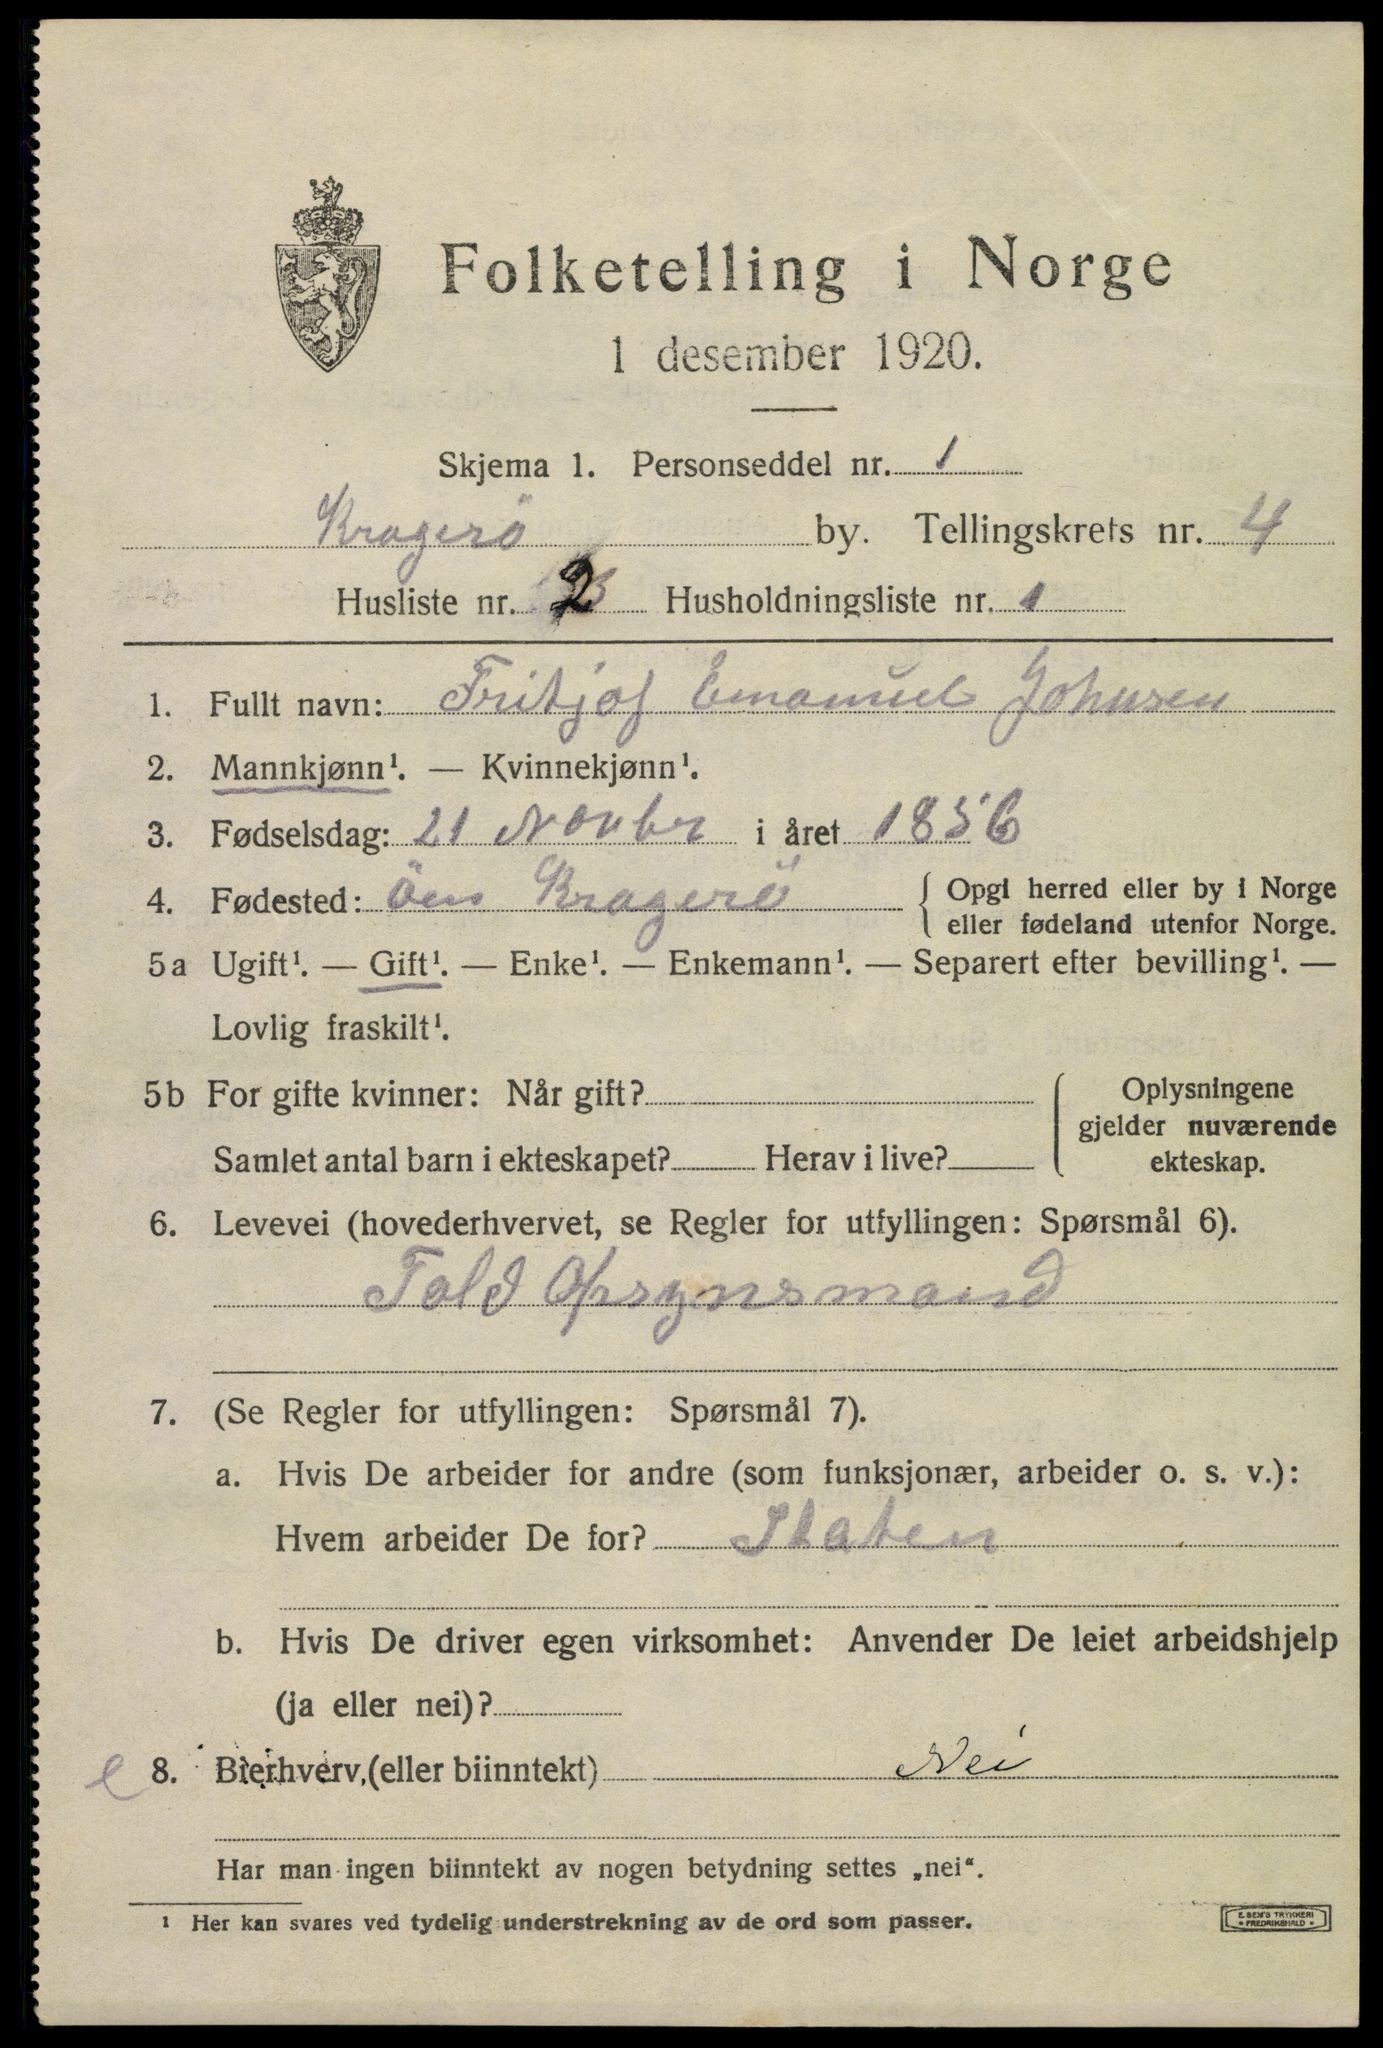 Folketelling i Norge
1 desember 1920.
Skjema 1. Personseddel nr. 1
Kragerö by. Tellingskrets nr. 4
Husliste nr. 2 Husholdningsliste nr. 1
1. Fullt navn: Fritjof Emanuel Johnsen
2. Mannkjønn¹. — Kvinnekjønn¹.
3. Fødselsdag: 21 Novbr i året 1856
4. Fødested: Kragerö { Opgi herred eller by i Norge
eller fødeland utenfor Norge.
5a Ugift¹. — Gift¹. — Enke¹. — Enkemann¹. — Separert efter bevilling¹. —
Lovlig fraskilt¹.
5b For gifte kvinner: Når gift?
Samlet antal barn i ekteskapet? Herav i live?
Oplysningene
gjelder nuværende
ekteskap.
6. Levevei (hovederhvervet, se Regler for utfyllingen: Spørsmål 6).
Told Opsynsmand
7. (Se Regler for utfyllingen: Spørsmål 7).
a. Hvis De arbeider for andre (som funksjonær, arbeider o. s. v.):
Hvem arbeider De for? Staten
b. Hvis De driver egen virksomhet: Anvender De leiet arbeidshjelp
(ja eller nei)?
8. Bierhverv (eller biinntekt) Nei
Har man ingen biinntekt av nogen betydning settes „nei“.
¹ Her kan svares ved tydelig understrekning av de ord som passer.
E. SEM'S TRYKKERI
• FREDRIKSHALD •